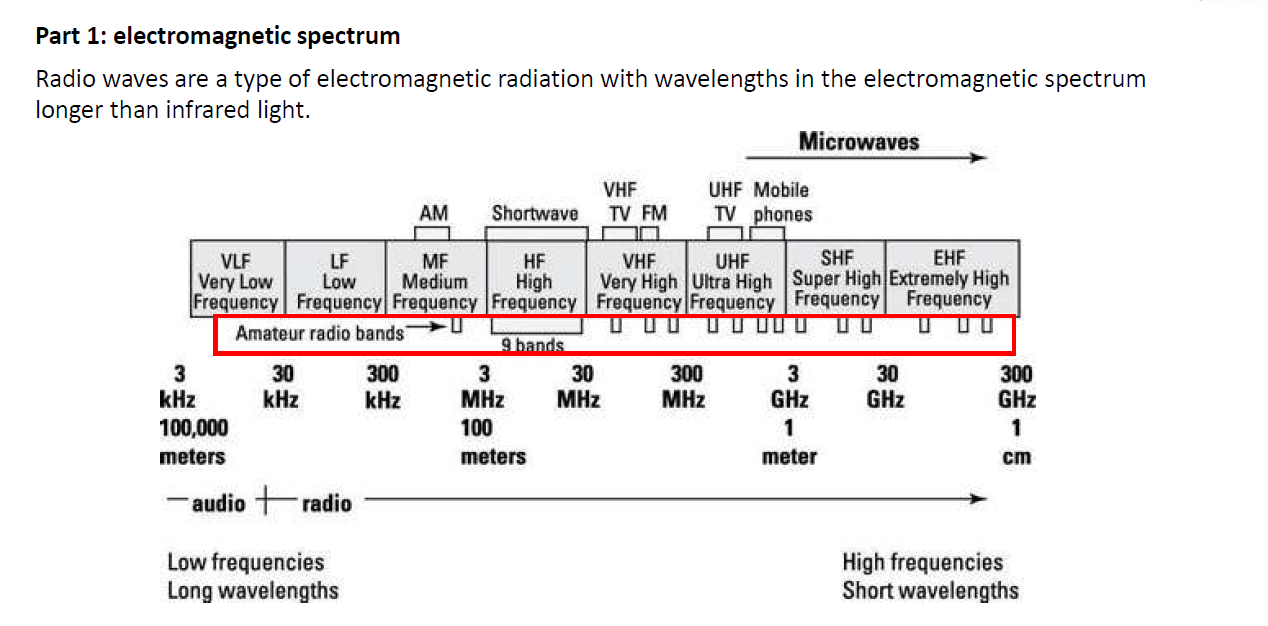 Part 1: electromagnetic spectrum
Radio waves are a type of electromagnetic radiation with wavelengths in the electromagnetic spectrum
longer than infrared light.
Microwaves
VHF UHF Mobile
AM Shortwave TV FM TV phones
VLF LF MF HF VHF UHF SHF EHF
Very Low Low Medium High Very High Ultra High Super High Extremely High
Frequency Frequency Frequency Frequency Frequency Frequency Frequency Frequency
Amateur radio bands
9 bands
3 30 300 3 30 300 3 30 300
kHz kHz kHz MHz MHz MHz GHz GHz GHz
100,000 100 1 1
meters meters meter cm
audio radio
Low frequencies High frequencies
Long wavelengths Short wavelengths